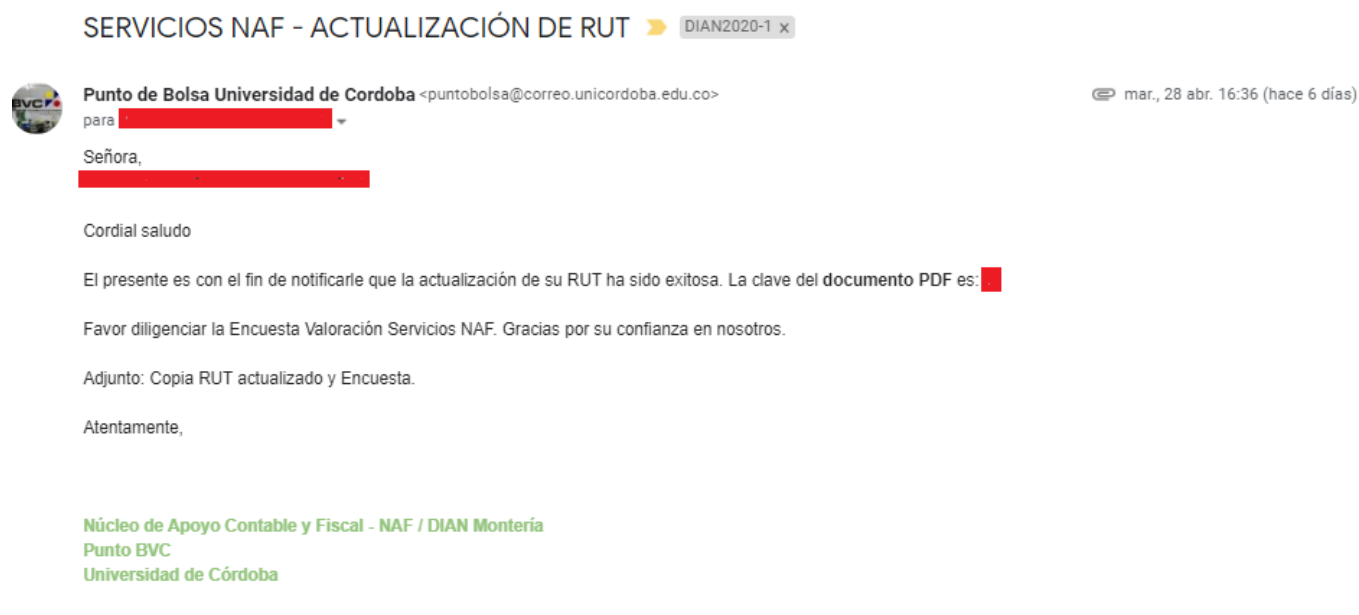 SERVICIOS NAF - ACTUALIZACIÓN DE RUT DIAN2020-1 x
BVC
Punto de Bolsa Universidad de Cordoba <puntobolsa@correo.unicordoba.edu.co> mar., 28 abr. 16:36 (hace 6 días)
para
Señora,
Cordial saludo
El presente es con el fin de notificarle que la actualización de su RUT ha sido exitosa. La clave del documento PDF es:
Favor diligenciar la Encuesta Valoración Servicios NAF. Gracias por su confianza en nosotros.
Adjunto: Copia RUT actualizado y Encuesta.
Atentamente,
Núcleo de Apoyo Contable y Fiscal - NAF / DIAN Montería
Punto BVC
Universidad de Córdoba